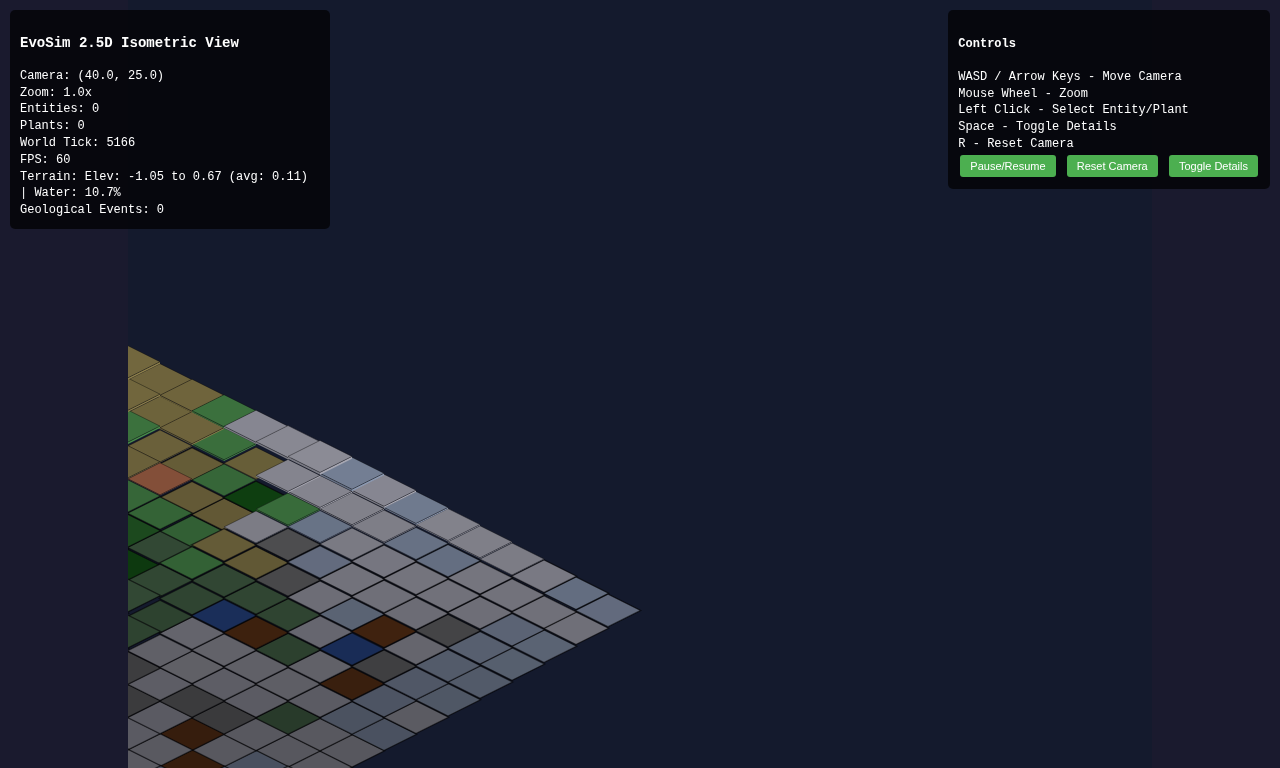 EvoSim 2.5D Isometric View
Camera: (40.0, 25.0)
Zoom: 1.0x
Entities: 0
Plants: 0
World Tick: 5166
FPS: 60
Terrain: Elev: -1.05 to 0.67 (avg: 0.11)
| Water: 10.7%
Geological Events: 0
Controls
WASD / Arrow Keys - Move Camera
Mouse Wheel - Zoom
Left Click - Select Entity/Plant
Space - Toggle Details
R - Reset Camera
Pause/Resume Reset Camera Toggle Details